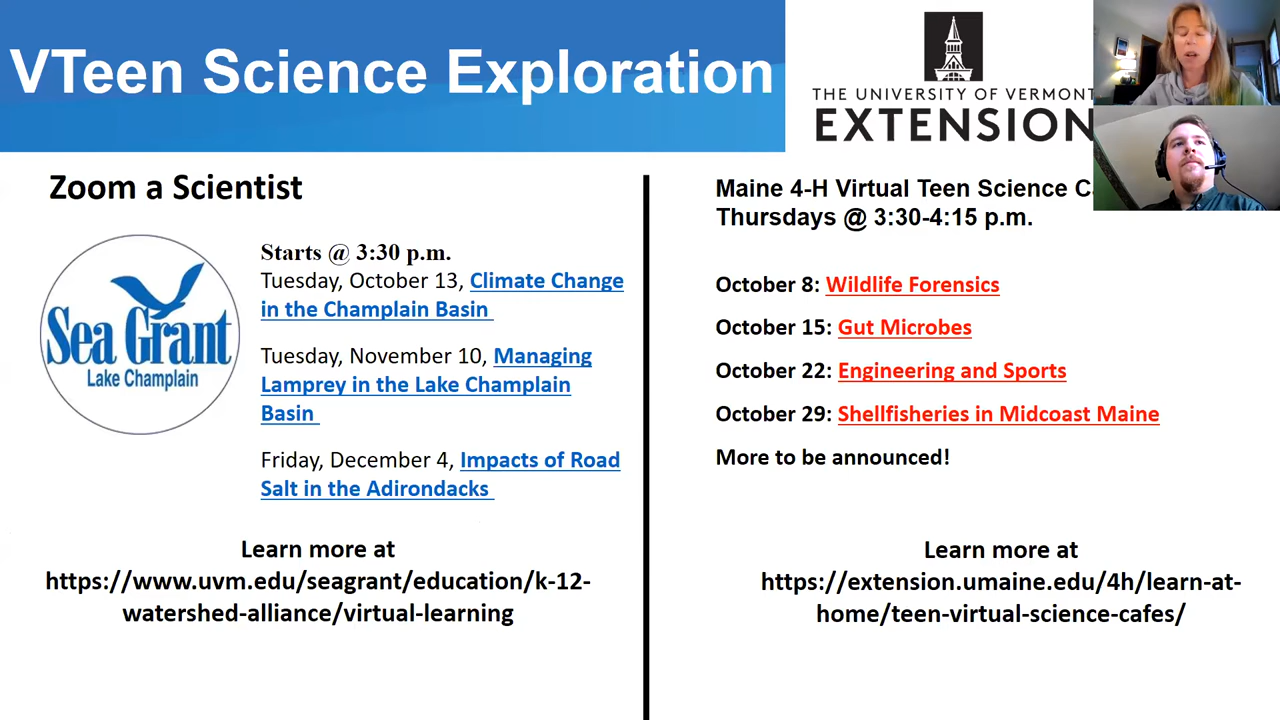 VTeen Science Exploration
THE UNIVERSITY OF VERMONT
EXTENSION
Zoom a Scientist
Sea Grant
Lake Champlain
Starts @ 3:30 p.m.
Tuesday, October 13, Climate Change
in the Champlain Basin
Tuesday, November 10, Managing
Lamprey in the Lake Champlain
Basin
Friday, December 4, Impacts of Road
Salt in the Adirondacks
Learn more at
https://www.uvm.edu/seagrant/education/k-12-
watershed-alliance/virtual-learning
Maine 4-H Virtual Teen Science
Thursdays @ 3:30-4:15 p.m.
October 8: Wildlife Forensics
October 15: Gut Microbes
October 22: Engineering and Sports
October 29: Shellfisheries in Midcoast Maine
More to be announced!
Learn more at
https://extension.umaine.edu/4h/learn-at-
home/teen-virtual-science-cafes/